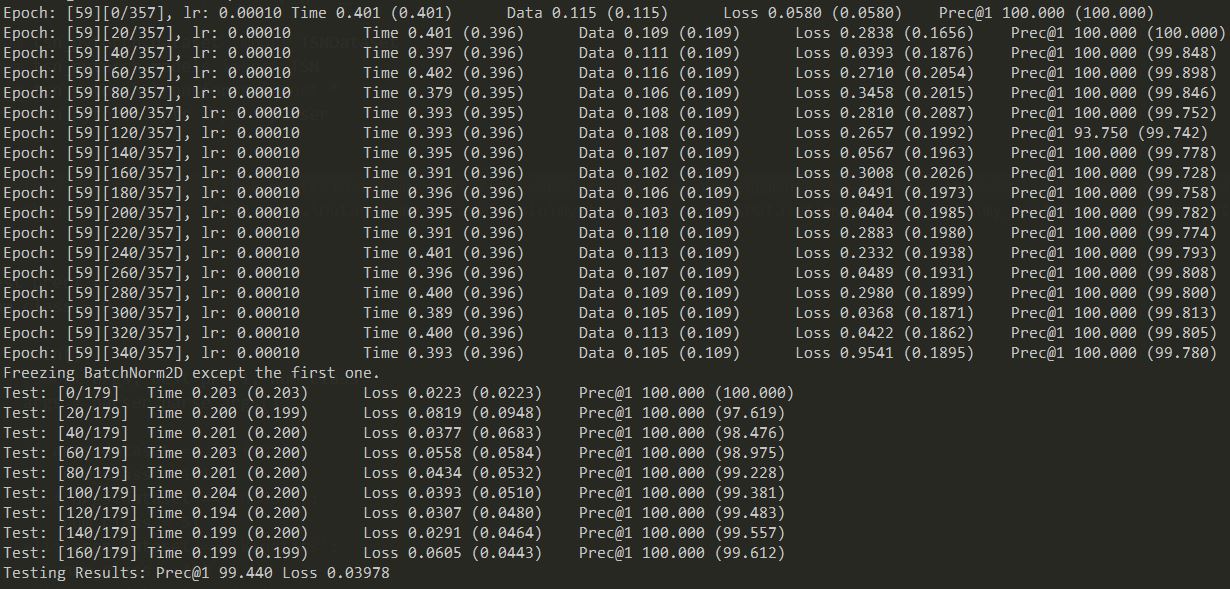 Epoch: [59][0/357], lr: 0.00010 Time 0.401 (0.401) Data 0.115 (0.115) Loss 0.0580 (0.0580) Prec@1 100.000 (100.000)
Epoch: [59][20/357], lr: 0.00010 Time 0.401 (0.396) Data 0.109 (0.109) Loss 0.2838 (0.1656) Prec@1 100.000 (100.000)
Epoch: [59][40/357], lr: 0.00010 Time 0.397 (0.396) Data 0.111 (0.109) Loss 0.0393 (0.1876) Prec@1 100.000 (99.848)
Epoch: [59][60/357], lr: 0.00010 Time 0.402 (0.396) Data 0.116 (0.109) Loss 0.2710 (0.2054) Prec@1 100.000 (99.898)
Epoch: [59][80/357], lr: 0.00010 Time 0.379 (0.395) Data 0.106 (0.109) Loss 0.3458 (0.2015) Prec@1 100.000 (99.846)
Epoch: [59][100/357], lr: 0.00010 Time 0.393 (0.395) Data 0.108 (0.109) Loss 0.2810 (0.2087) Prec@1 100.000 (99.752)
Epoch: [59][120/357], lr: 0.00010 Time 0.393 (0.396) Data 0.108 (0.109) Loss 0.2657 (0.1992) Prec@1 93.750 (99.742)
Epoch: [59][140/357], lr: 0.00010 Time 0.395 (0.396) Data 0.107 (0.109) Loss 0.0567 (0.1963) Prec@1 100.000 (99.778)
Epoch: [59][160/357], lr: 0.00010 Time 0.391 (0.396) Data 0.102 (0.109) Loss 0.3008 (0.2026) Prec@1 100.000 (99.728)
Epoch: [59][180/357], lr: 0.00010 Time 0.396 (0.396) Data 0.106 (0.109) Loss 0.0491 (0.1973) Prec@1 100.000 (99.758)
Epoch: [59][200/357], lr: 0.00010 Time 0.395 (0.396) Data 0.103 (0.109) Loss 0.0404 (0.1985) Prec@1 100.000 (99.782)
Epoch: [59][220/357], lr: 0.00010 Time 0.391 (0.396) Data 0.110 (0.109) Loss 0.2883 (0.1980) Prec@1 100.000 (99.774)
Epoch: [59][240/357], lr: 0.00010 Time 0.401 (0.396) Data 0.113 (0.109) Loss 0.2332 (0.1938) Prec@1 100.000 (99.793)
Epoch: [59][260/357], lr: 0.00010 Time 0.396 (0.396) Data 0.107 (0.109) Loss 0.0489 (0.1931) Prec@1 100.000 (99.808)
Epoch: [59][280/357], lr: 0.00010 Time 0.400 (0.396) Data 0.109 (0.109) Loss 0.2980 (0.1899) Prec@1 100.000 (99.800)
Epoch: [59][300/357], lr: 0.00010 Time 0.389 (0.396) Data 0.105 (0.109) Loss 0.0368 (0.1871) Prec@1 100.000 (99.813)
Epoch: [59][320/357], lr: 0.00010 Time 0.400 (0.396) Data 0.113 (0.109) Loss 0.0422 (0.1862) Prec@1 100.000 (99.805)
Epoch: [59][340/357], lr: 0.00010 Time 0.393 (0.396) Data 0.105 (0.109) Loss 0.9541 (0.1895) Prec@1 100.000 (99.780)
Freezing BatchNorm2D except the first one.
Test: [0/179] Time 0.203 (0.203) Loss 0.0223 (0.0223) Prec@1 100.000 (100.000)
Test: [20/179] Time 0.200 (0.199) Loss 0.0819 (0.0948) Prec@1 100.000 (97.619)
Test: [40/179] Time 0.201 (0.200) Loss 0.0377 (0.0683) Prec@1 100.000 (98.476)
Test: [60/179] Time 0.203 (0.200) Loss 0.0558 (0.0584) Prec@1 100.000 (98.975)
Test: [80/179] Time 0.201 (0.200) Loss 0.0434 (0.0532) Prec@1 100.000 (99.228)
Test: [100/179] Time 0.204 (0.200) Loss 0.0393 (0.0510) Prec@1 100.000 (99.381)
Test: [120/179] Time 0.194 (0.200) Loss 0.0307 (0.0480) Prec@1 100.000 (99.483)
Test: [140/179] Time 0.199 (0.200) Loss 0.0291 (0.0464) Prec@1 100.000 (99.557)
Test: [160/179] Time 0.199 (0.199) Loss 0.0605 (0.0443) Prec@1 100.000 (99.612)
Testing Results: Prec@1 99.440 Loss 0.03978